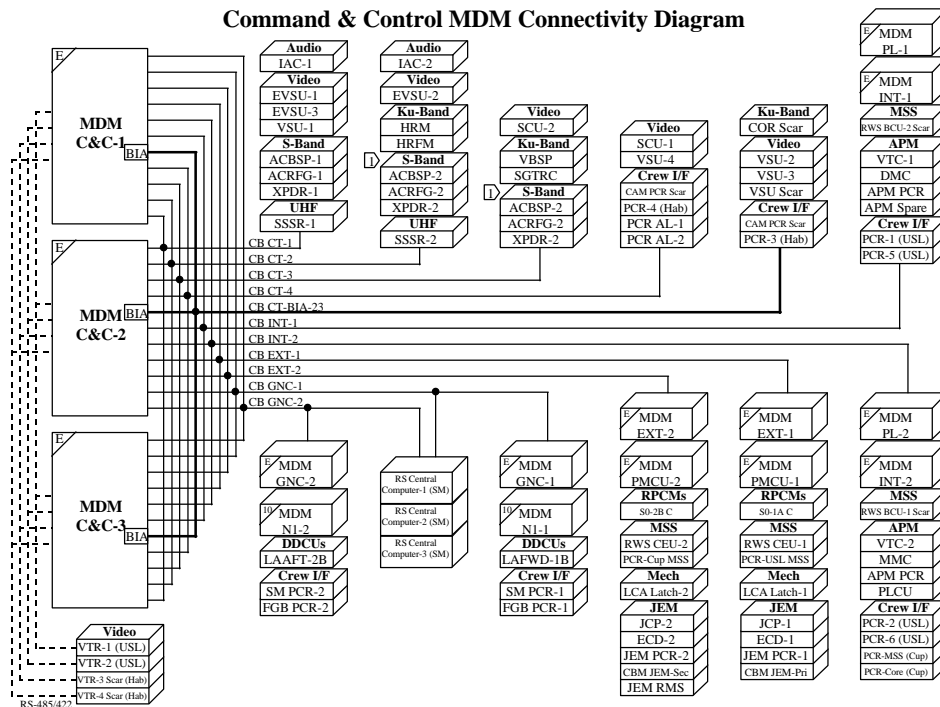 Command & Control MDM Connectivity Diagram
E
MDM
C&C-1
BIA
E
MDM
C&C-2
BIA
E
MDM
C&C-3
BIA
Audio
IAC-1
Video
EVSU-1
EVSU-3
VSU-1
S-Band
ACBSP-1
ACRFG-1
XPDR-1
UHF
SSSR-1
Audio
IAC-2
Video
EVSU-2
Ku-Band
HRM
HRFM
1
S-Band
ACBSP-2
ACRFG-2
XPDR-2
UHF
SSSR-2
Video
SCU-2
Ku-Band
VBSP
SGTRC
1
S-Band
ACBSP-2
ACRFG-2
XPDR-2
Video
SCU-1
VSU-4
Crew I/F
CAM PCR Scar
PCR-4 (Hab)
PCR AL-1
PCR AL-2
Ku-Band
COR Scar
Video
VSU-2
VSU-3
VSU Scar
Crew I/F
CAM PCR Scar
PCR-3 (Hab)
E
MDM
PL-1
E
MDM
INT-1
MSS
RWS BCU-2 Scar
APM
VTC-1
DMC
APM PCR
APM Spare
Crew I/F
PCR-1 (USL)
PCR-5 (USL)
CB CT-1
CB CT-2
CB CT-3
CB CT-4
CB CT-BIA-23
CB INT-1
CB INT-2
CB EXT-1
CB EXT-2
CB GNC-1
CB GNC-2
E
MDM
GNC-2
10
MDM
N1-2
DDCUs
LAAFT-2B
Crew I/F
SM PCR-2
FGB PCR-2
RS Central
Computer-1 (SM)
RS Central
Computer-2 (SM)
RS Central
Computer-3 (SM)
E
MDM
GNC-1
10
MDM
N1-1
DDCUs
LAFWD-1B
Crew I/F
SM PCR-1
FGB PCR-1
E
MDM
EXT-2
E
MDM
PMCU-2
RPCMs
S0-2B C
MSS
RWS CEU-2
PCR-Cup MSS
Mech
LCA Latch-2
JEM
JCP-2
ECD-2
JEM PCR-2
CBM JEM-Sec
JEM RMS
E
MDM
EXT-1
E
MDM
PMCU-1
RPCMs
S0-1A C
MSS
RWS CEU-1
PCR-USL MSS
Mech
LCA Latch-1
JEM
JCP-1
ECD-1
JEM PCR-1
CBM JEM-Pri
E
MDM
PL-2
E
MDM
INT-2
MSS
RWS BCU-1 Scar
APM
VTC-2
MMC
APM PCR
PLCU
Crew I/F
PCR-2 (USL)
PCR-6 (USL)
PCR-MSS (Cup)
PCR-Core (Cup)
Video
VTR-1 (USL)
VTR-2 (USL)
VTR-3 Scar (Hab)
VTR-4 Scar (Hab)
RS-485/422